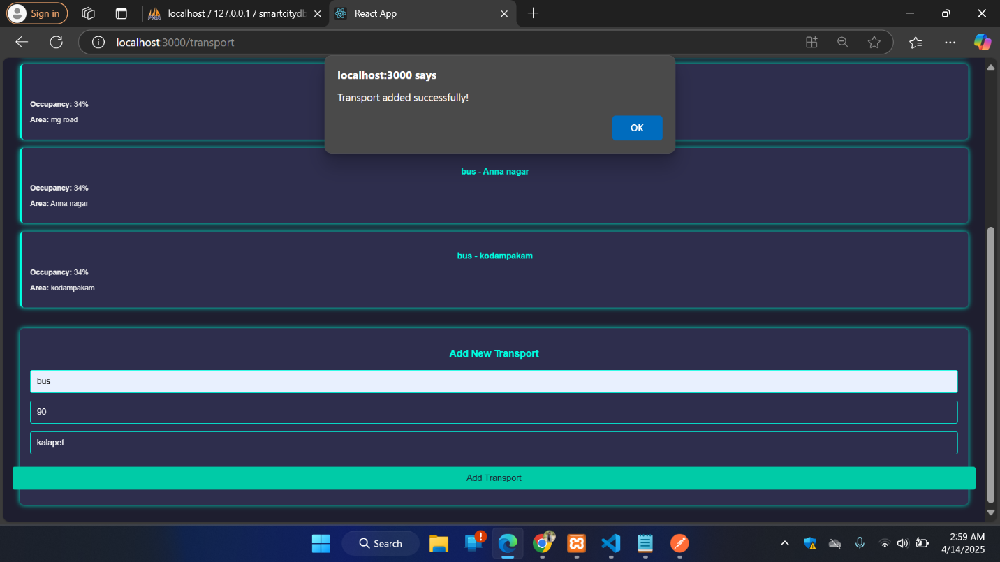 Sign in
localhost / 127.0.0.1 / smartcitydb
React App
localhost:3000/transport
localhost:3000 says
Transport added successfully!
OK
Occupancy: 34%
Area: mg road
bus - Anna nagar
Occupancy: 34%
Area: Anna nagar
bus - kodampakam
Occupancy: 34%
Area: kodampakam
Add New Transport
bus
90
kalapet
Add Transport
Search
2:59 AM
4/14/2025